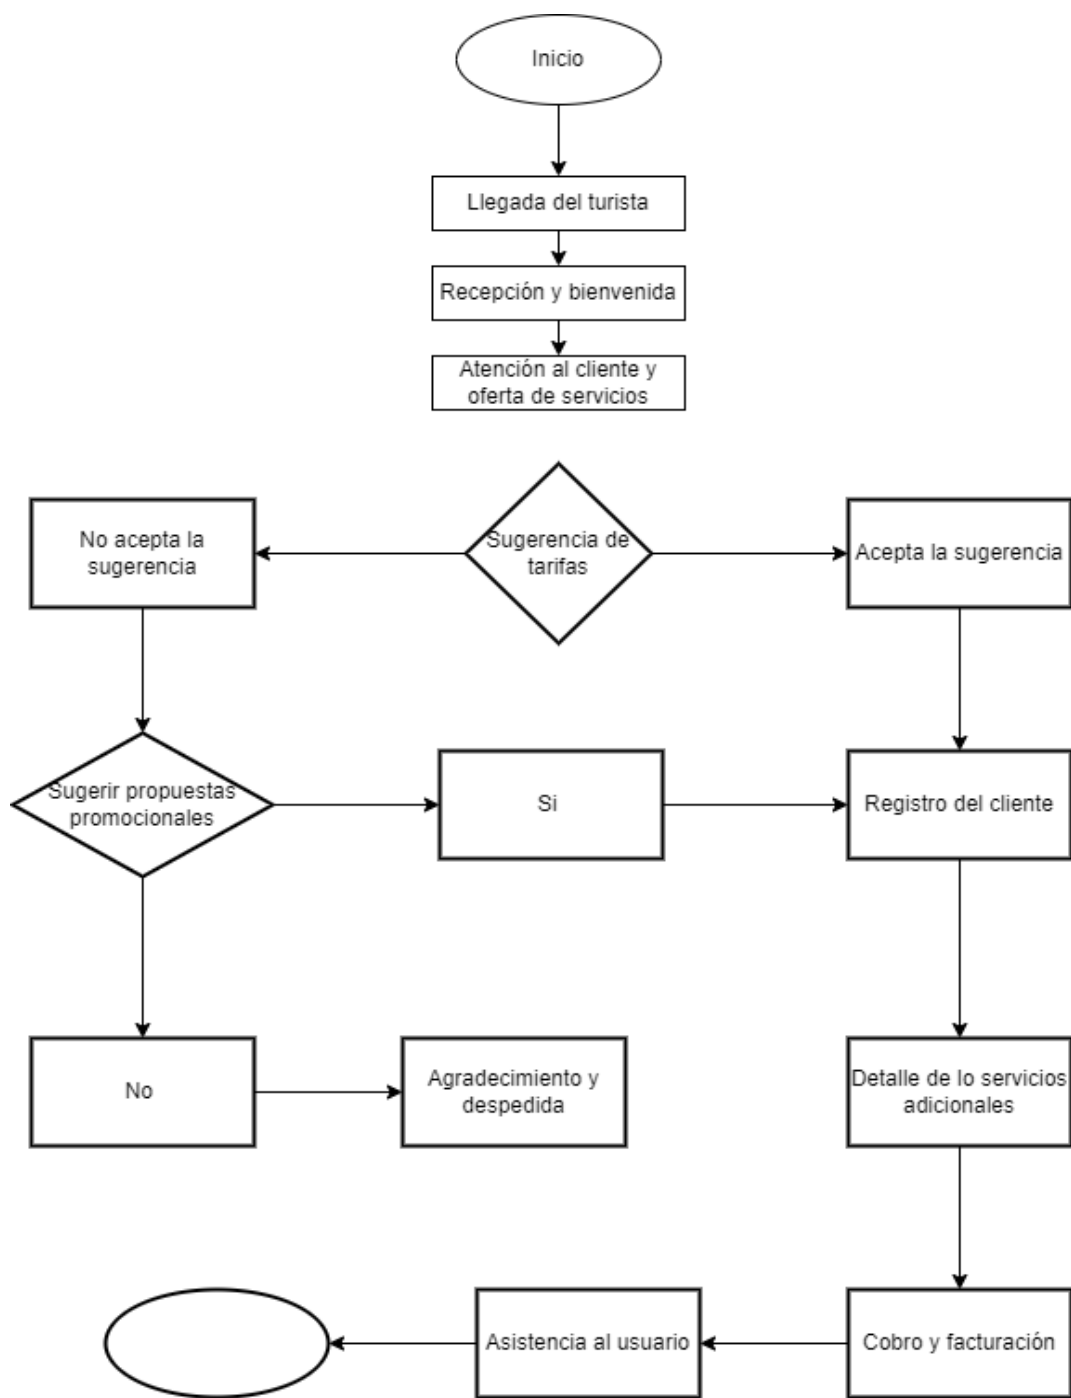 Inicio
Llegada del turista
Recepción y bienvenida
Atención al cliente y
oferta de servicios
No acepta la
sugerencia
Sugerencia de
tarifas
Acepta la sugerencia
Sugerir propuestas
promocionales
Si
Registro del cliente
No
Agradecimiento y
despedida
Detalle de lo servicios
adicionales
Asistencia al usuario
Cobro y facturación